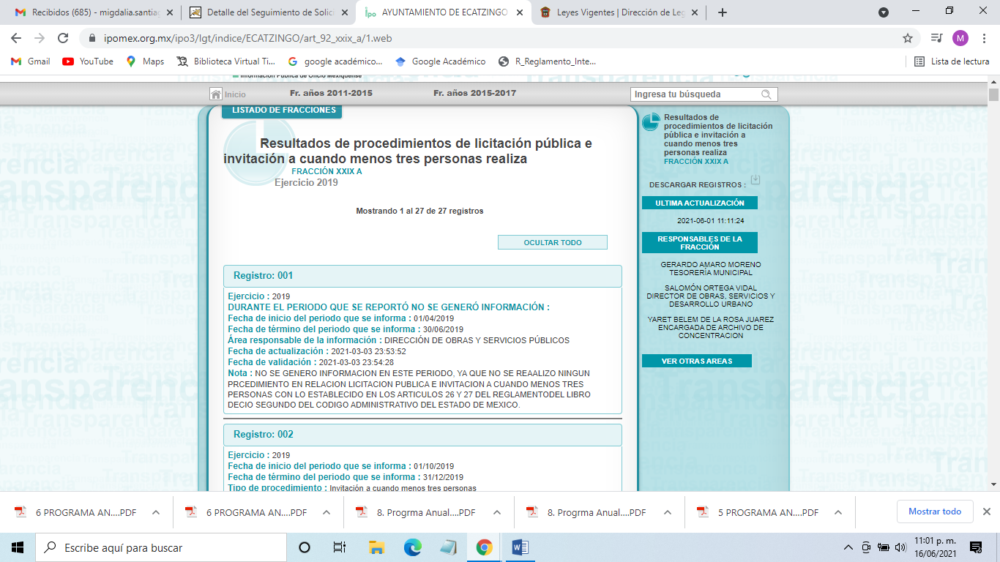 Recibidos (685) - migdalia.santia
Detalle del Seguimiento de Solici
ipo
AYUNTAMIENTO DE ECATZINGO
Leyes Vigentes | Dirección de Leg
ipomex.org.mx/ipo3/lgt/indice/ECATZINGO/art_92_xxix_a/1.web
M
Gmail
YouTube
Maps
Biblioteca Virtual Ti...
google académico...
Google Académico
R_Reglamento_Inte...
Lista de lectura
Información Pública de Oficio Mexiquense
Inicio
Fr. años 2011-2015
Fr. años 2015-2017
Ingresa tu búsqueda
LISTADO DE FRACCIONES
Resultados de procedimientos de licitación pública e
invitación a cuando menos tres personas realiza
FRACCIÓN XXIX A
Ejercicio 2019
Mostrando 1 al 27 de 27 registros
OCULTAR TODO
Registro: 001
Ejercicio : 2019
DURANTE EL PERIODO QUE SE REPORTÓ NO SE GENERÓ INFORMACIÓN :
Fecha de inicio del periodo que se informa : 01/04/2019
Fecha de término del periodo que se informa : 30/06/2019
Área responsable de la información : DIRECCIÓN DE OBRAS Y SERVICIOS PÚBLICOS
Fecha de actualización : 2021-03-03 23:53:52
Fecha de validación : 2021-03-03 23:54:28
Nota : NO SE GENERO INFORMACION EN ESTE PERIODO, YA QUE NO SE REAALIZO NINGUN
PRCEDIMIENTO EN RELACION LICITACION PUBLICA E INVITACION A CUANDO MENOS TRES
PERSONAS CON LO ESTABLECIDO EN LOS ARTICULOS 26 Y 27 DEL REGLAMENTODEL LIBRO
DECIO SEGUNDO DEL CODIGO ADMINISTRATIVO DEL ESTADO DE MEXICO.
Registro: 002
Ejercicio : 2019
Fecha de inicio del periodo que se informa : 01/10/2019
Fecha de término del periodo que se informa : 31/12/2019
Tipo de procedimiento : Invitación a cuando menos tres personas
Resultados de
procedimientos de licitación
pública e invitación a
cuando menos tres
personas realiza
FRACCIÓN XXIX A
DESCARGAR REGISTROS :
ULTIMA ACTUALIZACIÓN
2021-06-01 11:11:24
RESPONSABLES DE LA
FRACCIÓN
GERARDO AMARO MORENO
TESORERÍA MUNICIPAL
SALOMÓN ORTEGA VIDAL
DIRECTOR DE OBRAS, SERVICIOS Y
DESARROLLO URBANO
YARET BELEM DE LA ROSA JUAREZ
ENCARGADA DE ARCHIVO DE
CONCENTRACION
VER OTRAS AREAS
6 PROGRAMA AN....PDF
6 PROGRAMA AN....PDF
8. Progrma Anual....PDF
8. Progrma Anual....PDF
5 PROGRAMA AN....PDF
Mostrar todo
Escribe aquí para buscar
11:01 p. m.
16/06/2021